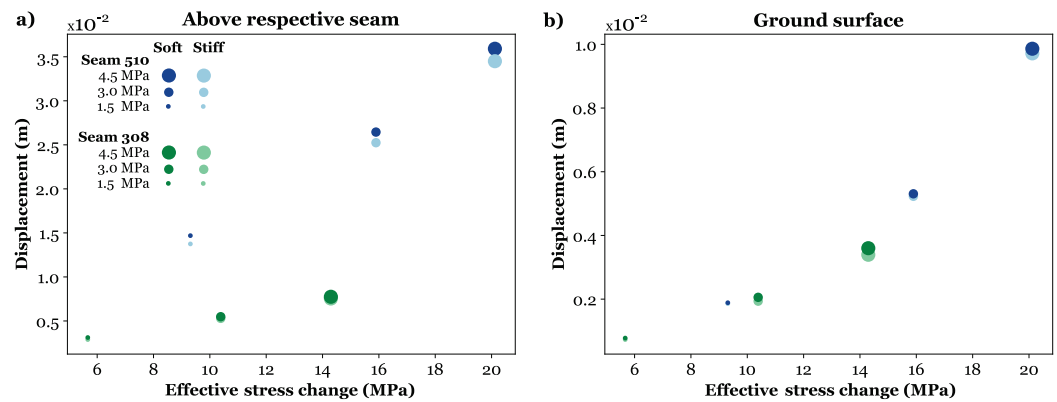 a) Above respective seam
x10⁻²
Soft Stiff
Seam 510
4.5 MPa
3.0 MPa
1.5 MPa
Seam 308
4.5 MPa
3.0 MPa
1.5 MPa
3.5
3.0
2.5
2.0
1.5
1.0
0.5
Displacement (m)
6 8 10 12 14 16 18 20
Effective stress change (MPa)
b) Ground surface
x10⁻²
1.0
0.8
0.6
0.4
0.2
Displacement (m)
6 8 10 12 14 16 18 20
Effective stress change (MPa)